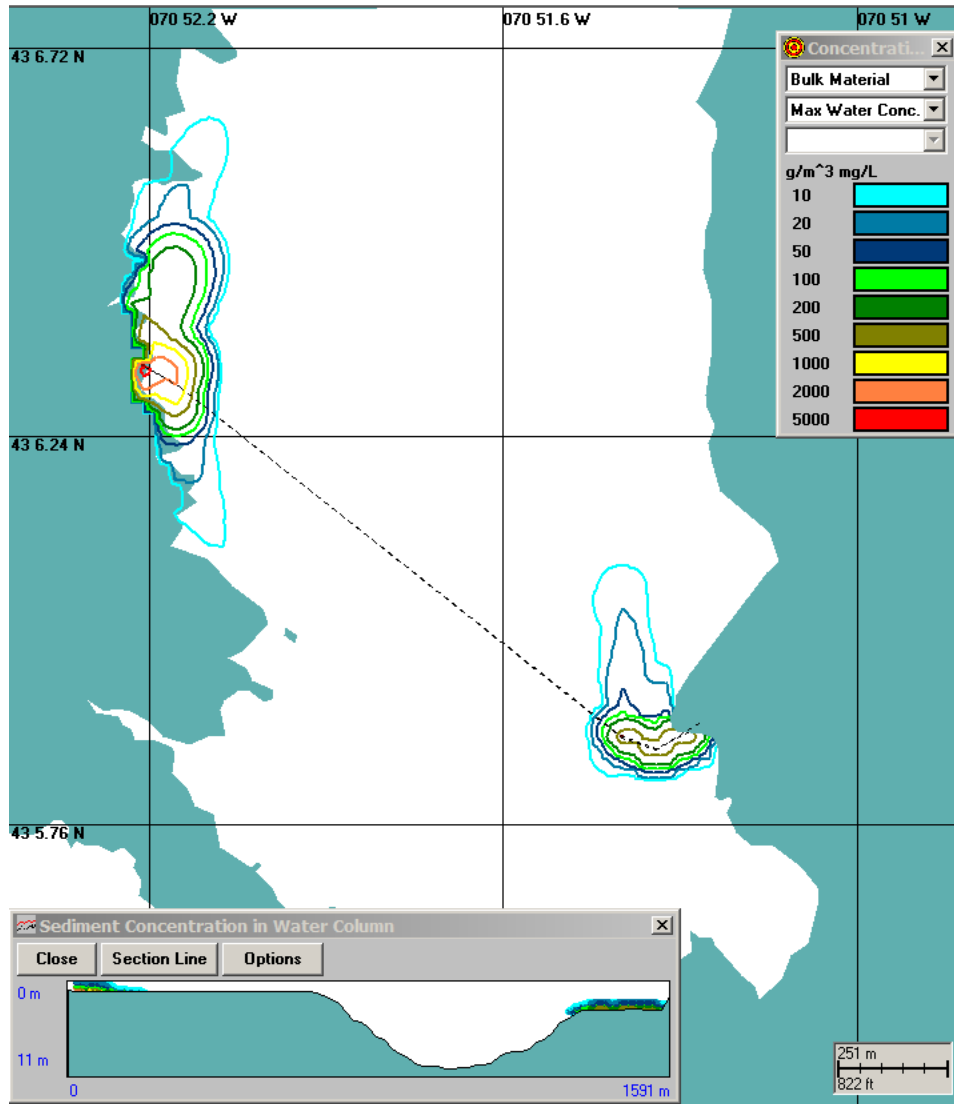 070 52.2 W
070 51.6 W
070 51 W
43 6.72 N
Concentrati...
Bulk Material
Max Water Conc.
g/m^3 mg/L
10
20
50
100
200
500
1000
2000
5000
43 6.24 N
43 5.76 N
Sediment Concentration in Water Column
Close
Section Line
Options
0 m
11 m
0
1591 m
251 m
822 ft